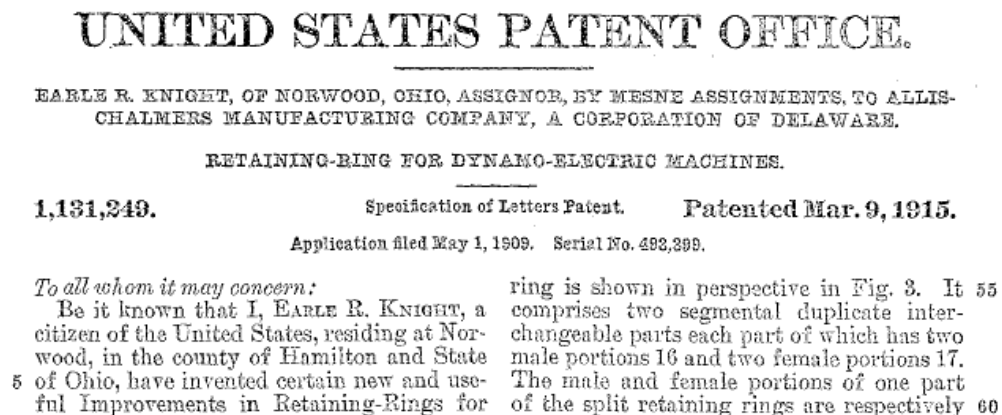 UNITED STATES PATENT OFFICE.
EARLE R. KNIGHT, OF NORWOOD, OHIO, ASSIGNOR, BY MESNE ASSIGNMENTS, TO ALLIS-
CHALMERS MANUFACTURING COMPANY, A CORPORATION OF DELAWARE.
RETAINING-RING FOR DYNAMO-ELECTRIC MACHINES.
1,131,249. Specification of Letters Patent. Patented Mar. 9, 1915.
Application filed May 1, 1909. Serial No. 493,399.
To all whom it may concern:
Be it known that I, EARLE R. KNIGHT, a
citizen of the United States, residing at Nor-
wood, in the county of Hamilton and State
5 of Ohio, have invented certain new and use-
ful Improvements in Retaining-Rings for
ring is shown in perspective in Fig. 3. It 55
comprises two segmental duplicate inter-
changeable parts each part of which has two
male portions 16 and two female portions 17.
The male and female portions of one part
of the split retaining rings are respectively 60